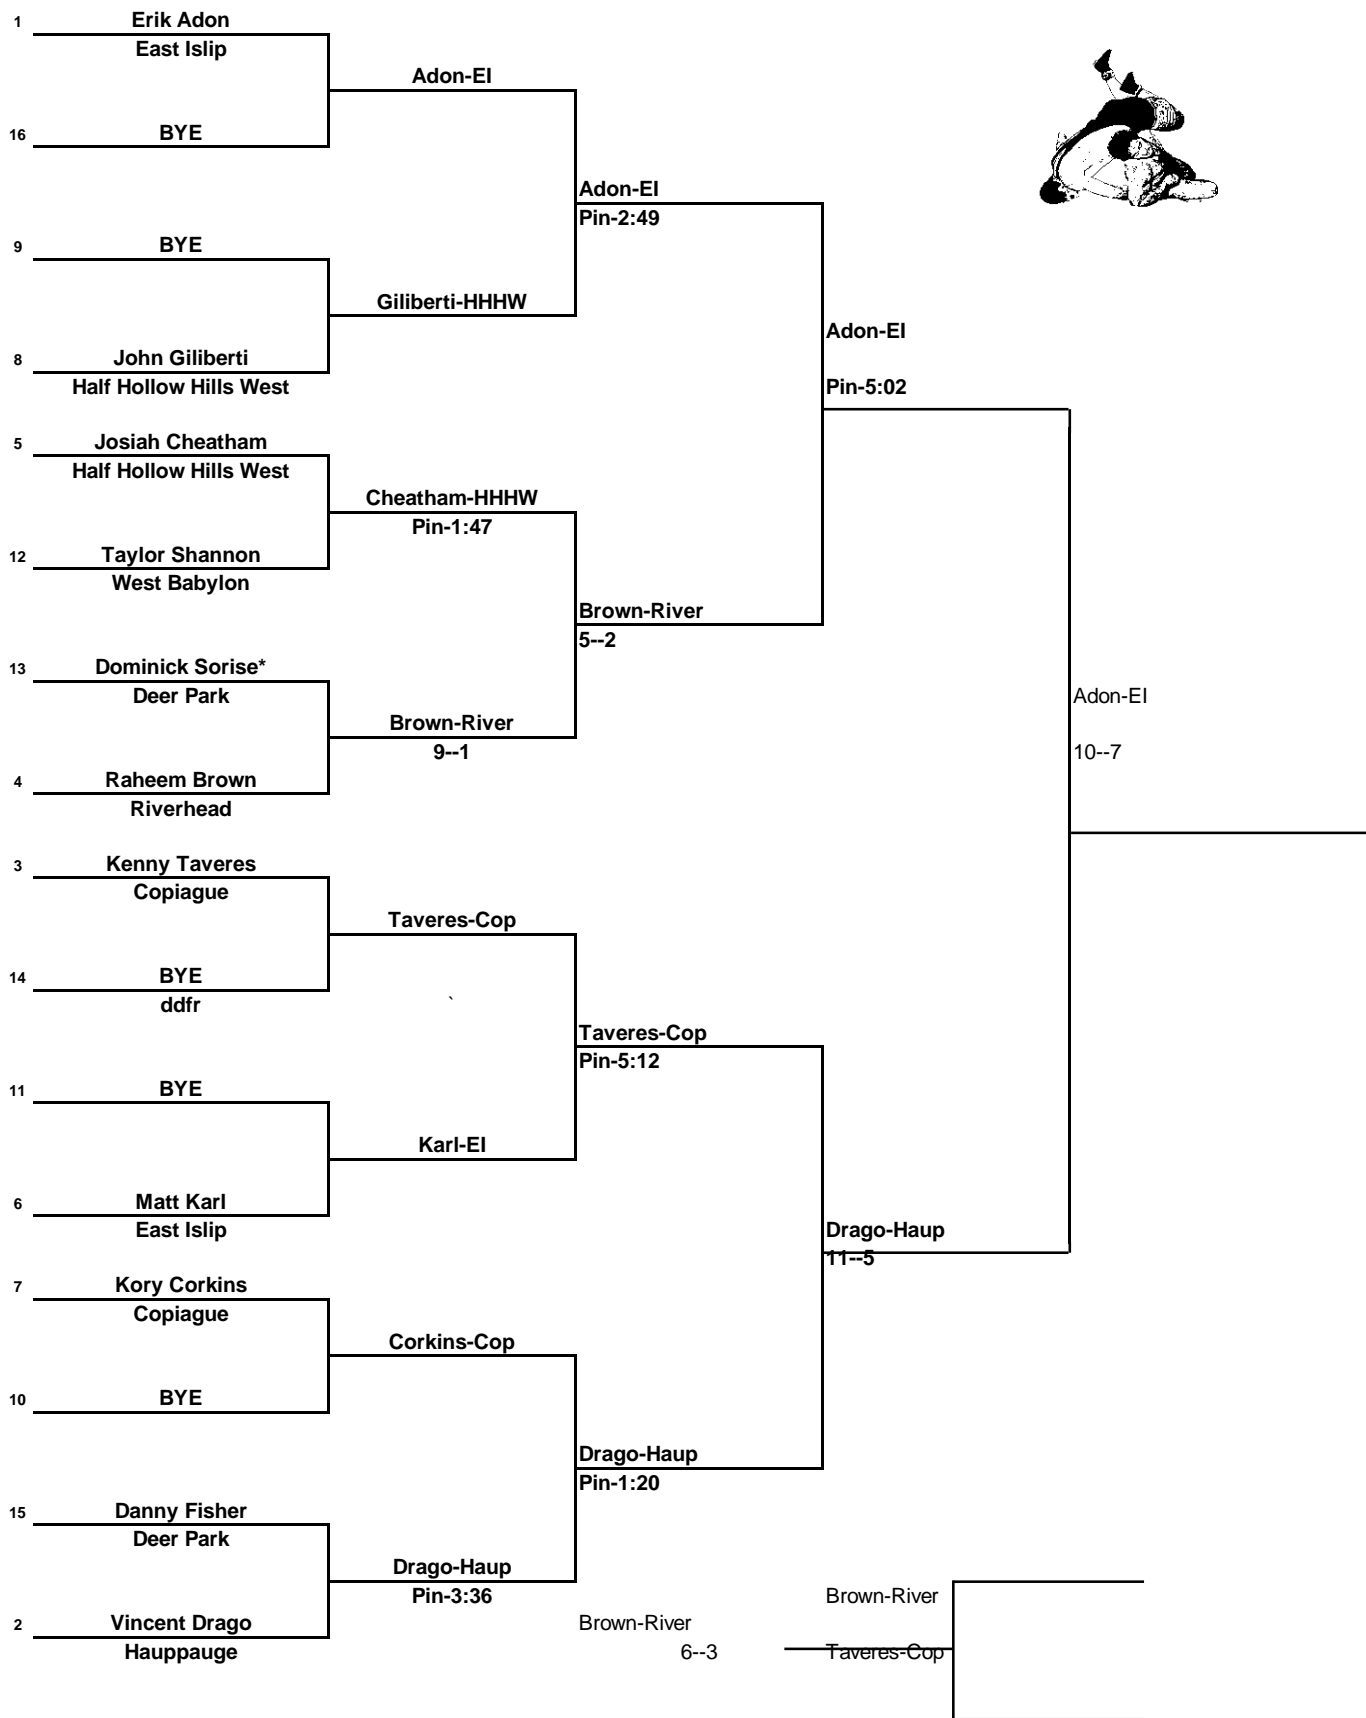 1 Erik Adon
East Islip
Adon-EI
16 BYE
Adon-EI
Pin-2:49
9 BYE
Giliberti-HHHW
Adon-EI
8 John Giliberti
Half Hollow Hills West
Pin-5:02
5 Josiah Cheatham
Half Hollow Hills West
Cheatham-HHHW
Pin-1:47
12 Taylor Shannon
West Babylon
Brown-River
5--2
13 Dominick Sorise*
Deer Park
Adon-EI
Brown-River
9--1
10--7
4 Raheem Brown
Riverhead
3 Kenny Taveres
Copiague
Taveres-Cop
14 BYE
ddfr
`
Taveres-Cop
Pin-5:12
11 BYE
Karl-EI
6 Matt Karl
East Islip
Drago-Haup
11--5
7 Kory Corkins
Copiague
Corkins-Cop
10 BYE
Drago-Haup
Pin-1:20
15 Danny Fisher
Deer Park
Drago-Haup
Pin-3:36
Brown-River
2 Vincent Drago
Hauppauge
Brown-River
6--3
Taveres-Cop